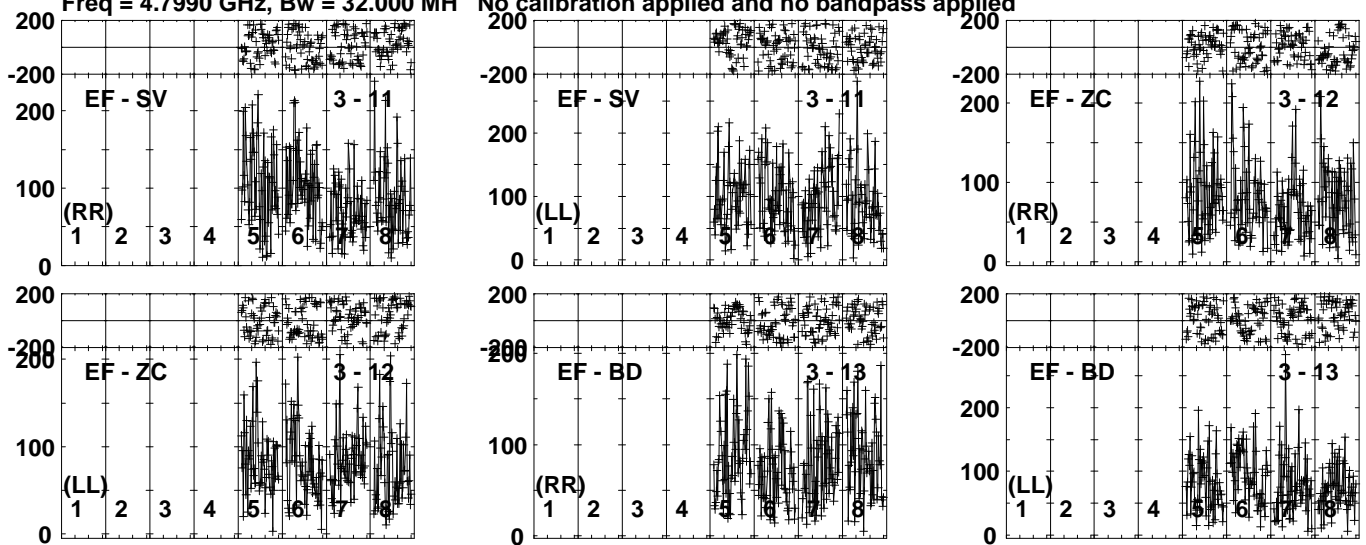 Freq = 4.7990 GHz, Bw = 32.000 MH No calibration applied and no bandpass applied
200
-200
EF - SV 3 - 11
200
100
(RR)
1 2 3 4 5 6 7 8
0
200
-200
EF - SV 3 - 11
200
100
(LL)
1 2 3 4 5 6 7 8
0
200
-200
EF - ZC 3 - 12
200
100
(RR)
1 2 3 4 5 6 7 8
0
200
-200
200
EF - ZC 3 - 12
100
(LL)
1 2 3 4 5 6 7 8
0
200
-200
200
EF - BD 3 - 13
100
(RR)
1 2 3 4 5 6 7 8
0
200
-200
EF - BD 3 - 13
200
100
(LL)
1 2 3 4 5 6 7 8
0